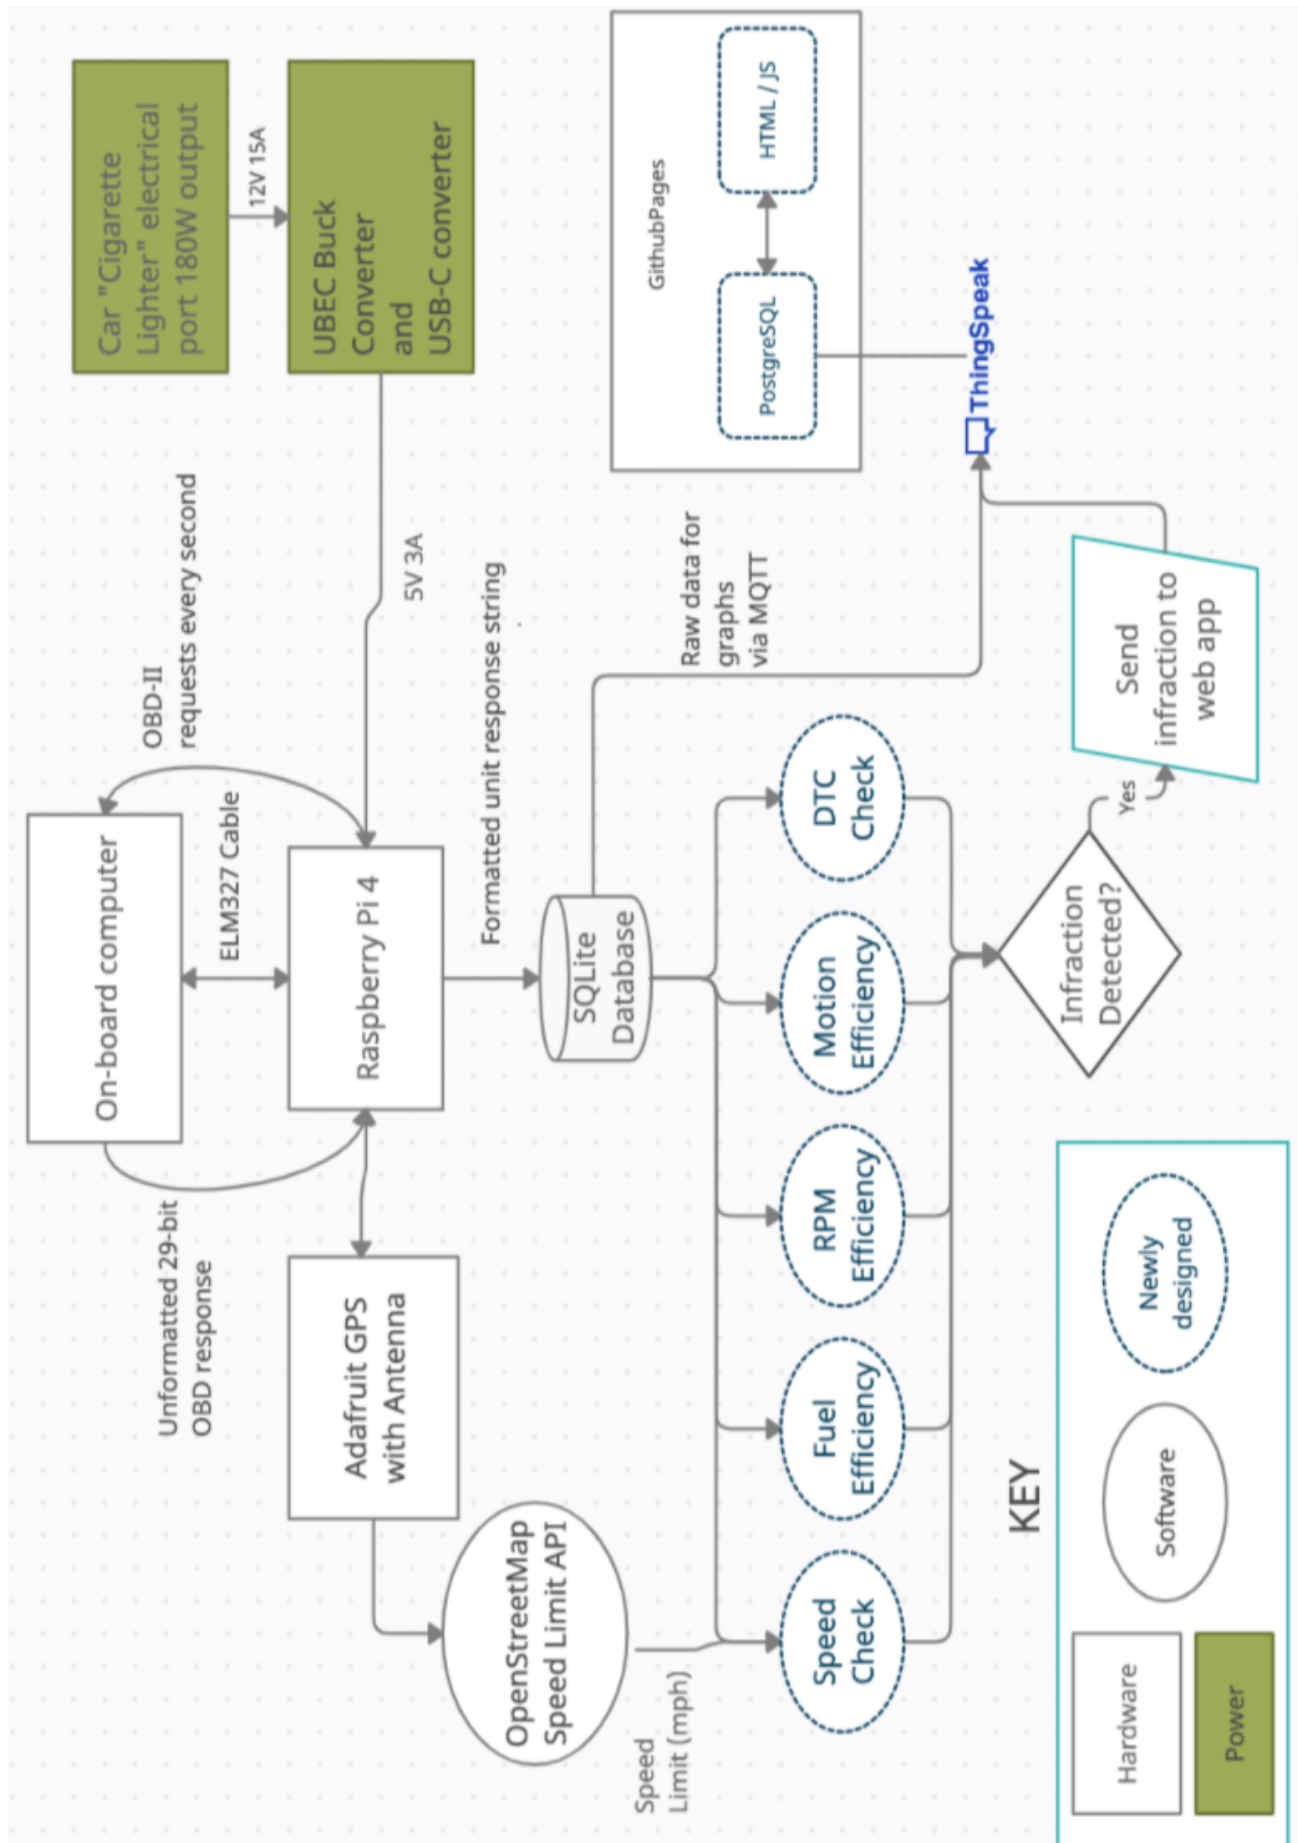 On-board computer
OBD-II
requests every second
Car "Cigarette
Lighter" electrical
port 180W output
Unformatted 29-bit
OBD response
ELM327 Cable
12V 15A
Adafruit GPS
with Antenna
Raspberry Pi 4
5V 3A
UBEC Buck
Converter
and
USB-C converter
OpenStreetMap
Speed Limit API
Formatted unit response string
SQLite
Database
Speed
Limit (mph)
Raw data for
graphs
via MQTT
GithubPages
PostgreSQL
HTML / JS
Speed
Check
Fuel
Efficiency
RPM
Efficiency
Motion
Efficiency
DTC
Check
ThingSpeak
Infraction
Detected?
Yes
Send
infraction to
web app
KEY
Hardware
Power
Software
Newly
designed